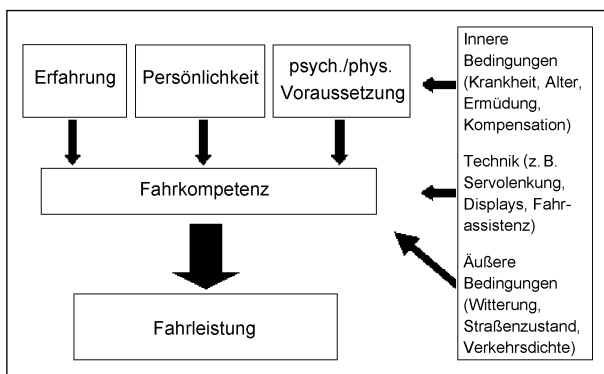 Erfahrung
Persönlichkeit
psych./phys.
Voraussetzung
Fahrkompetenz
Fahrleistung
Innere
Bedingungen
(Krankheit, Alter,
Ermüdung,
Kompensation)
Technik (z. B.
Servolenkung,
Displays, Fahr-
assistenz)
Äußere
Bedingungen
(Witterung,
Straßenzustand,
Verkehrsdichte)